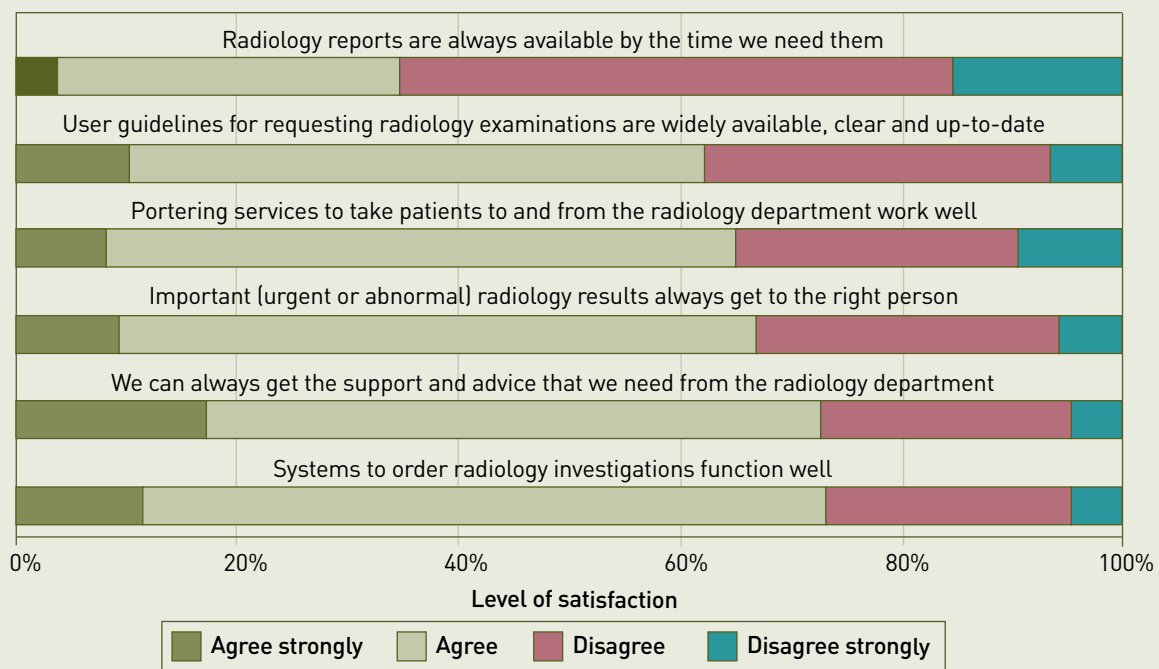 Radiology reports are always available by the time we need them
User guidelines for requesting radiology examinations are widely available, clear and up-to-date
Portering services to take patients to and from the radiology department work well
Important (urgent or abnormal) radiology results always get to the right person
We can always get the support and advice that we need from the radiology department
Systems to order radiology investigations function well
0% 20% 40% 60% 80% 100%
Level of satisfaction
Agree strongly Agree Disagree Disagree strongly